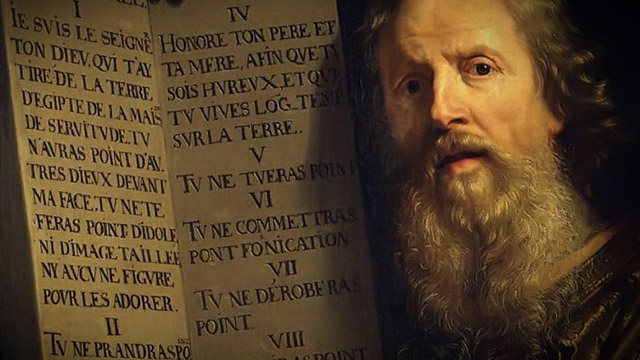 I
IE SVIS LE SEIGNE
TON DIEV, QVI T'AY
TIRE DE LA TERRE
D'EGIPTE DE LA MAIS
DE SERVITVDE, TV
N'AVRAS POINT D'AV.
TRES DIEVX DEVANT
MA FACE, TV NE TE
FERAS POINT D'IDOLE
NI D'IMAGE TAILLEE
NY AVCVNE FIGVRE
POVR LES ADORER.
II
TV NE PRANDRAS PO
IV
HONORE TON PERE ET
TA MERE, AFIN QVE TV
SOIS HVREVX, ET QVE
TV VIVES LOG. TEMP
SVR LA TERRE.
V
TV NE TVERAS POINT
VI
TV NE COMMETTRAS
POINT FONICATION.
VII
TV NE DÉROBERAS
POINT.
VIII